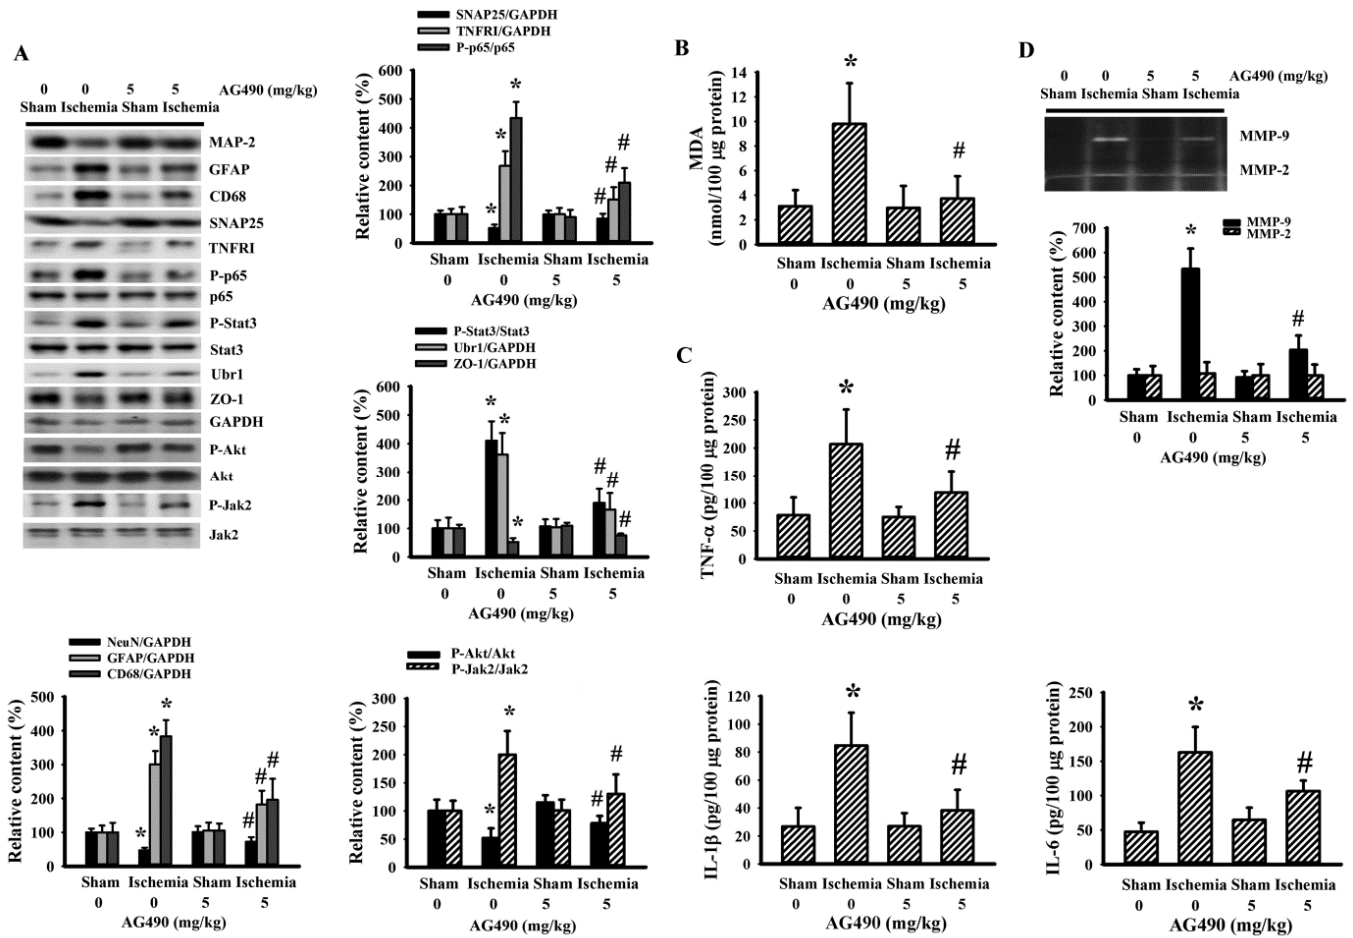 A
0 0 5 5 AG490 (mg/kg)
Sham Ischemia Sham Ischemia
MAP-2
GFAP
CD68
SNAP25
TNFRI
P-p65
p65
P-Stat3
Stat3
Ubr1
ZO-1
GAPDH
P-Akt
Akt
P-Jak2
Jak2
SNAP25/GAPDH
TNFRI/GAPDH
P-p65/p65
Relative content (%)
600
500
400
300
200
100
0
* * *
# # #
Sham Ischemia Sham Ischemia
0 0 5 5
AG490 (mg/kg)
P-Stat3/Stat3
Ubr1/GAPDH
ZO-1/GAPDH
Relative content (%)
600
500
400
300
200
100
0
* * *
# # #
Sham Ischemia Sham Ischemia
0 0 5 5
AG490 (mg/kg)
NeuN/GAPDH
GFAP/GAPDH
CD68/GAPDH
Relative content (%)
500
400
300
200
100
0
* * *
# # #
Sham Ischemia Sham Ischemia
0 0 5 5
AG490 (mg/kg)
P-Akt/Akt
P-Jak2/Jak2
Relative content (%)
300
250
200
150
100
50
0
* *
# #
Sham Ischemia Sham Ischemia
0 0 5 5
AG490 (mg/kg)
B
MDA
(nmol/100 µg protein)
14
12
10
8
6
4
2
0
*
#
Sham Ischemia Sham Ischemia
0 0 5 5
AG490 (mg/kg)
C
TNF-α (pg/100 µg protein)
300
250
200
150
100
50
0
*
#
Sham Ischemia Sham Ischemia
0 0 5 5
AG490 (mg/kg)
IL-1β (pg/100 µg protein)
120
100
80
60
40
20
0
*
#
Sham Ischemia Sham Ischemia
0 0 5 5
AG490 (mg/kg)
IL-6 (pg/100 µg protein)
250
200
150
100
50
0
*
#
Sham Ischemia Sham Ischemia
0 0 5 5
AG490 (mg/kg)
D
0 0 5 5 AG490 (mg/kg)
Sham Ischemia Sham Ischemia
MMP-9
MMP-2
MMP-9
MMP-2
Relative content (%)
700
600
500
400
300
200
100
0
*
#
Sham Ischemia Sham Ischemia
0 0 5 5
AG490 (mg/kg)